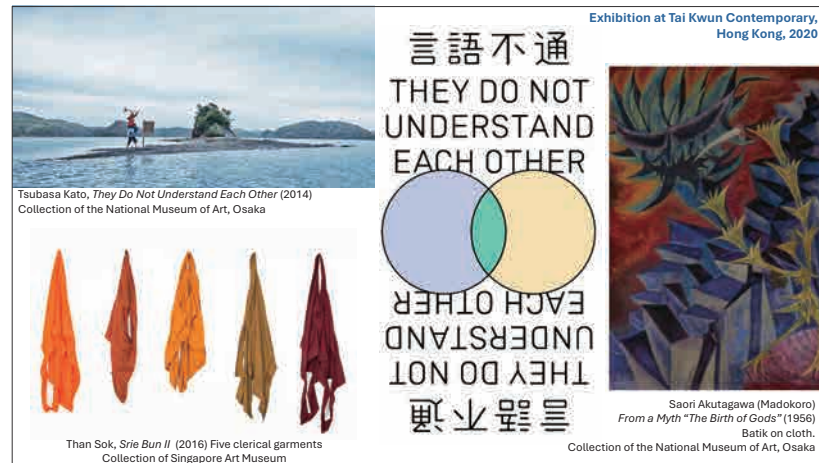 Exhibition at Tai Kwun Contemporary,
Hong Kong, 2020
Tsubasa Kato, They Do Not Understand Each Other (2014)
Collection of the National Museum of Art, Osaka
Than Sok, Srie Bun II (2016) Five clerical garments
Collection of Singapore Art Museum
言語不通
THEY DO NOT
UNDERSTAND
EACH OTHER
言語不通
THEY DO NOT
UNDERSTAND
EACH OTHER
Saori Akutagawa (Madokoro)
From a Myth “The Birth of Gods” (1956)
Batik on cloth.
Collection of the National Museum of Art, Osaka